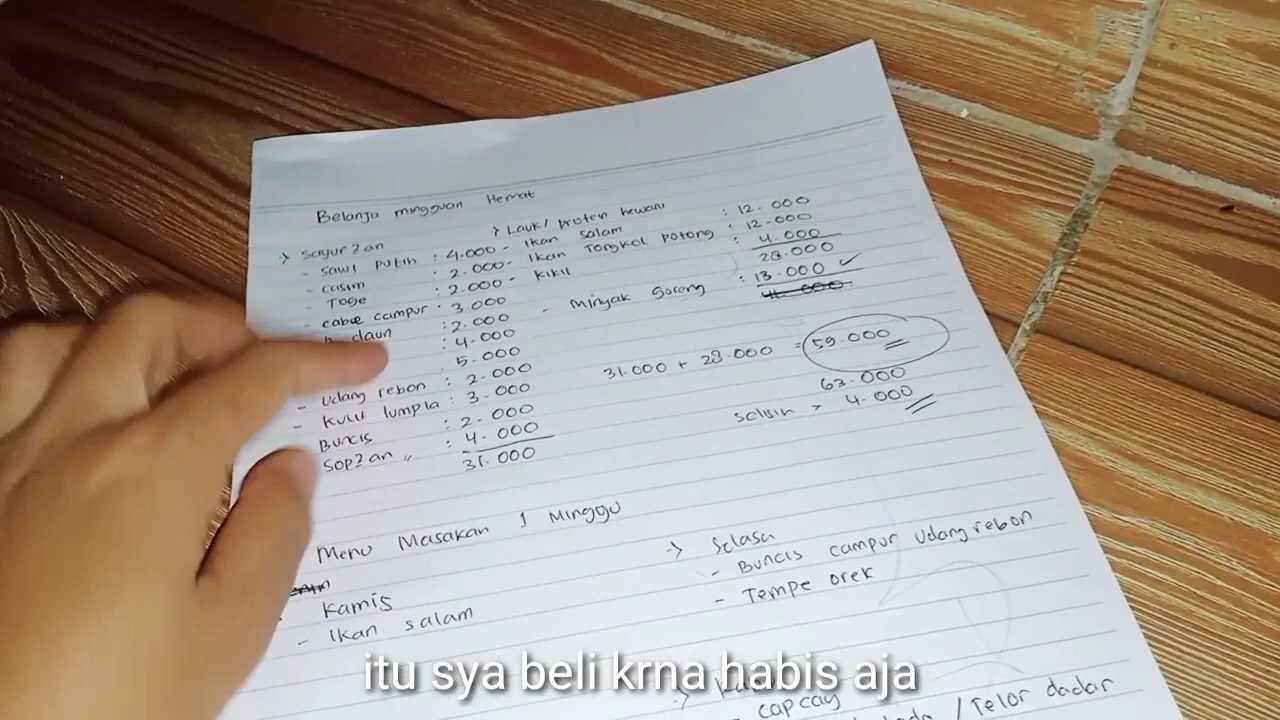 Belanja mingguan Hemat
> Sayur2an
- Sawi putih : 4.000
- Cisim : 2.000
- Toge : 2.000
- cabe campur : 3.000
daun : 2.000
: 4.000
: 5.000
- Udang rebon : 2.000
- Kulit lumpia : 3.000
Buncis : 2.000
Sop2an " : 4.000
31.000
> Lauk/ protein hewani
- Ikan Salam : 12.000
- Ikan Tongkol potong : 12.000
- Kikil : 4.000
28.000
- Minyak Goreng : 13.000 ✓
31.000 + 28.000 = 59.000
63.000
Selisih > 4.000
Menu Masakan 1 Minggu
Kamis
- Ikan salam
-> Selasa
- Buncis campur Udang rebon
- Tempe orek
capcay
/ Telor dadar
itu sya beli krna habis aja